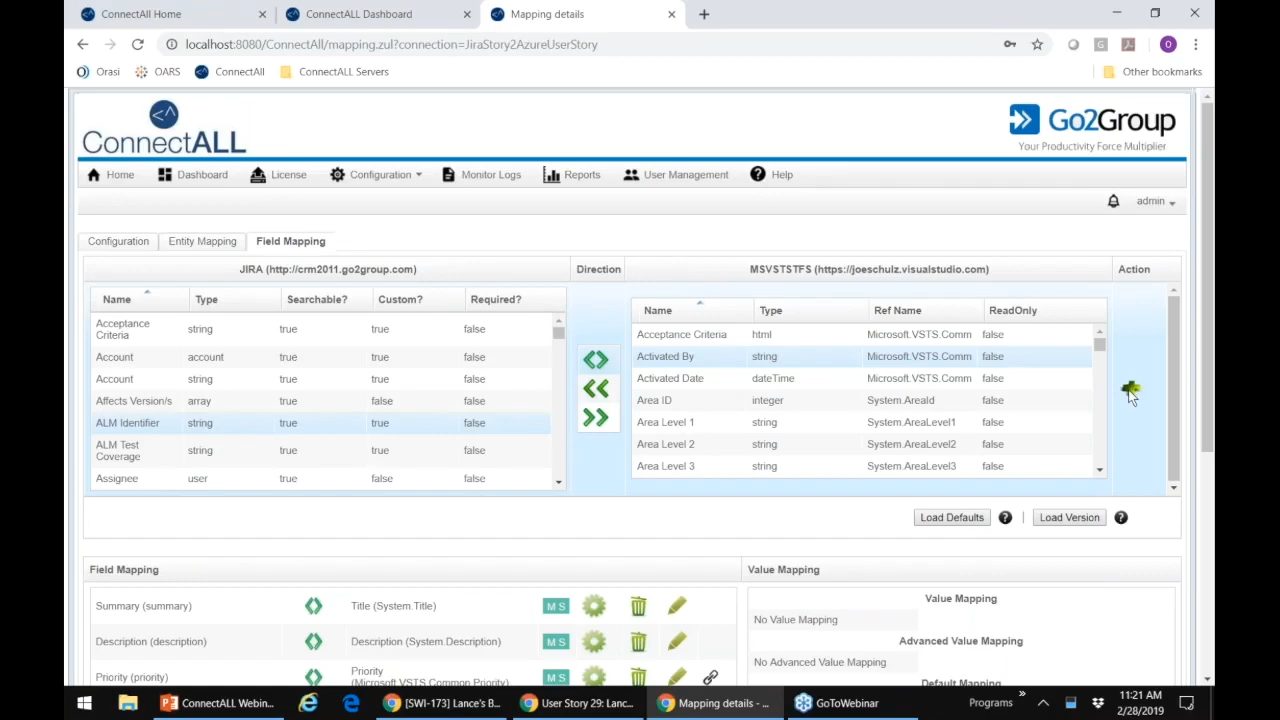 ConnectALL Home
ConnectALL Dashboard
Mapping details
localhost:8080/ConnectAll/mapping.zul?connection=JiraStory2AzureUserStory
Orasi
OARS
ConnectAll
ConnectALL Servers
Other bookmarks
ConnectALL
Go2Group
Your Productivity Force Multiplier
Home
Dashboard
License
Configuration
Monitor Logs
Reports
User Management
Help
admin
Configuration
Entity Mapping
Field Mapping
JIRA (http://crm2011.go2group.com)
Direction
MSVSTSTFS (https://joeschulz.visualstudio.com)
Action
Name Type Searchable? Custom? Required?
Acceptance Criteria string true true false
Account account true true false
Account string true true false
Affects Version/s array true false false
ALM Identifier string true true false
ALM Test Coverage string true true false
Assignee user true false false
Name Type Ref Name ReadOnly
Acceptance Criteria html Microsoft.VSTS.Comm false
Activated By string Microsoft.VSTS.Comm false
Activated Date dateTime Microsoft.VSTS.Comm false
Area ID integer System.AreaId false
Area Level 1 string System.AreaLevel1 false
Area Level 2 string System.AreaLevel2 false
Area Level 3 string System.AreaLevel3 false
Load Defaults | Load Version
Field Mapping
Summary (summary) Title (System.Title) M S
Description (description) Description (System.Description) M S
Priority (priority) Priority (Microsoft.VSTS.Common.Priority) M S
Value Mapping
Value Mapping
No Value Mapping
Advanced Value Mapping
No Advanced Value Mapping
Default Mapping
ConnectALL Webin...
[SWI-173] Lance's B...
User Story 29: Lanc...
Mapping details - ...
GoToWebinar
Programs
11:21 AM
2/28/2019